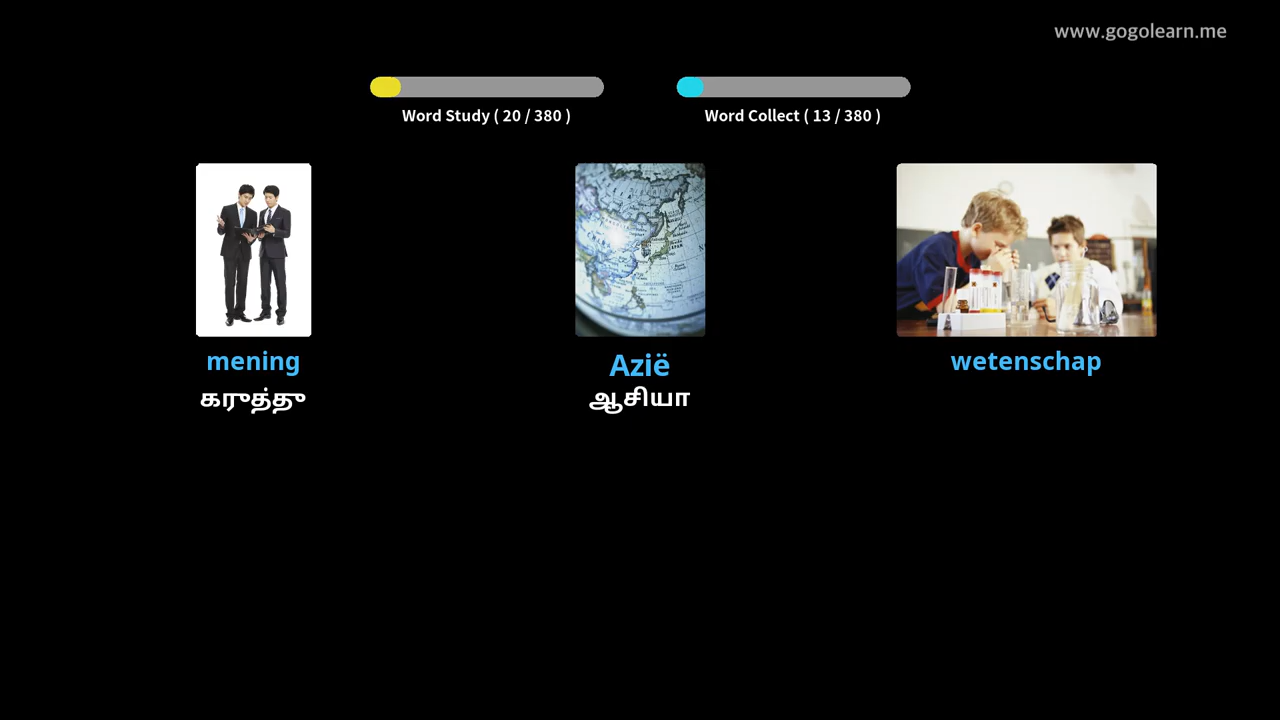 www.gogolearn.me
Word Study ( 20 / 380 )
Word Collect ( 13 / 380 )
mening
கருத்து
Azië
ஆசியா
wetenschap